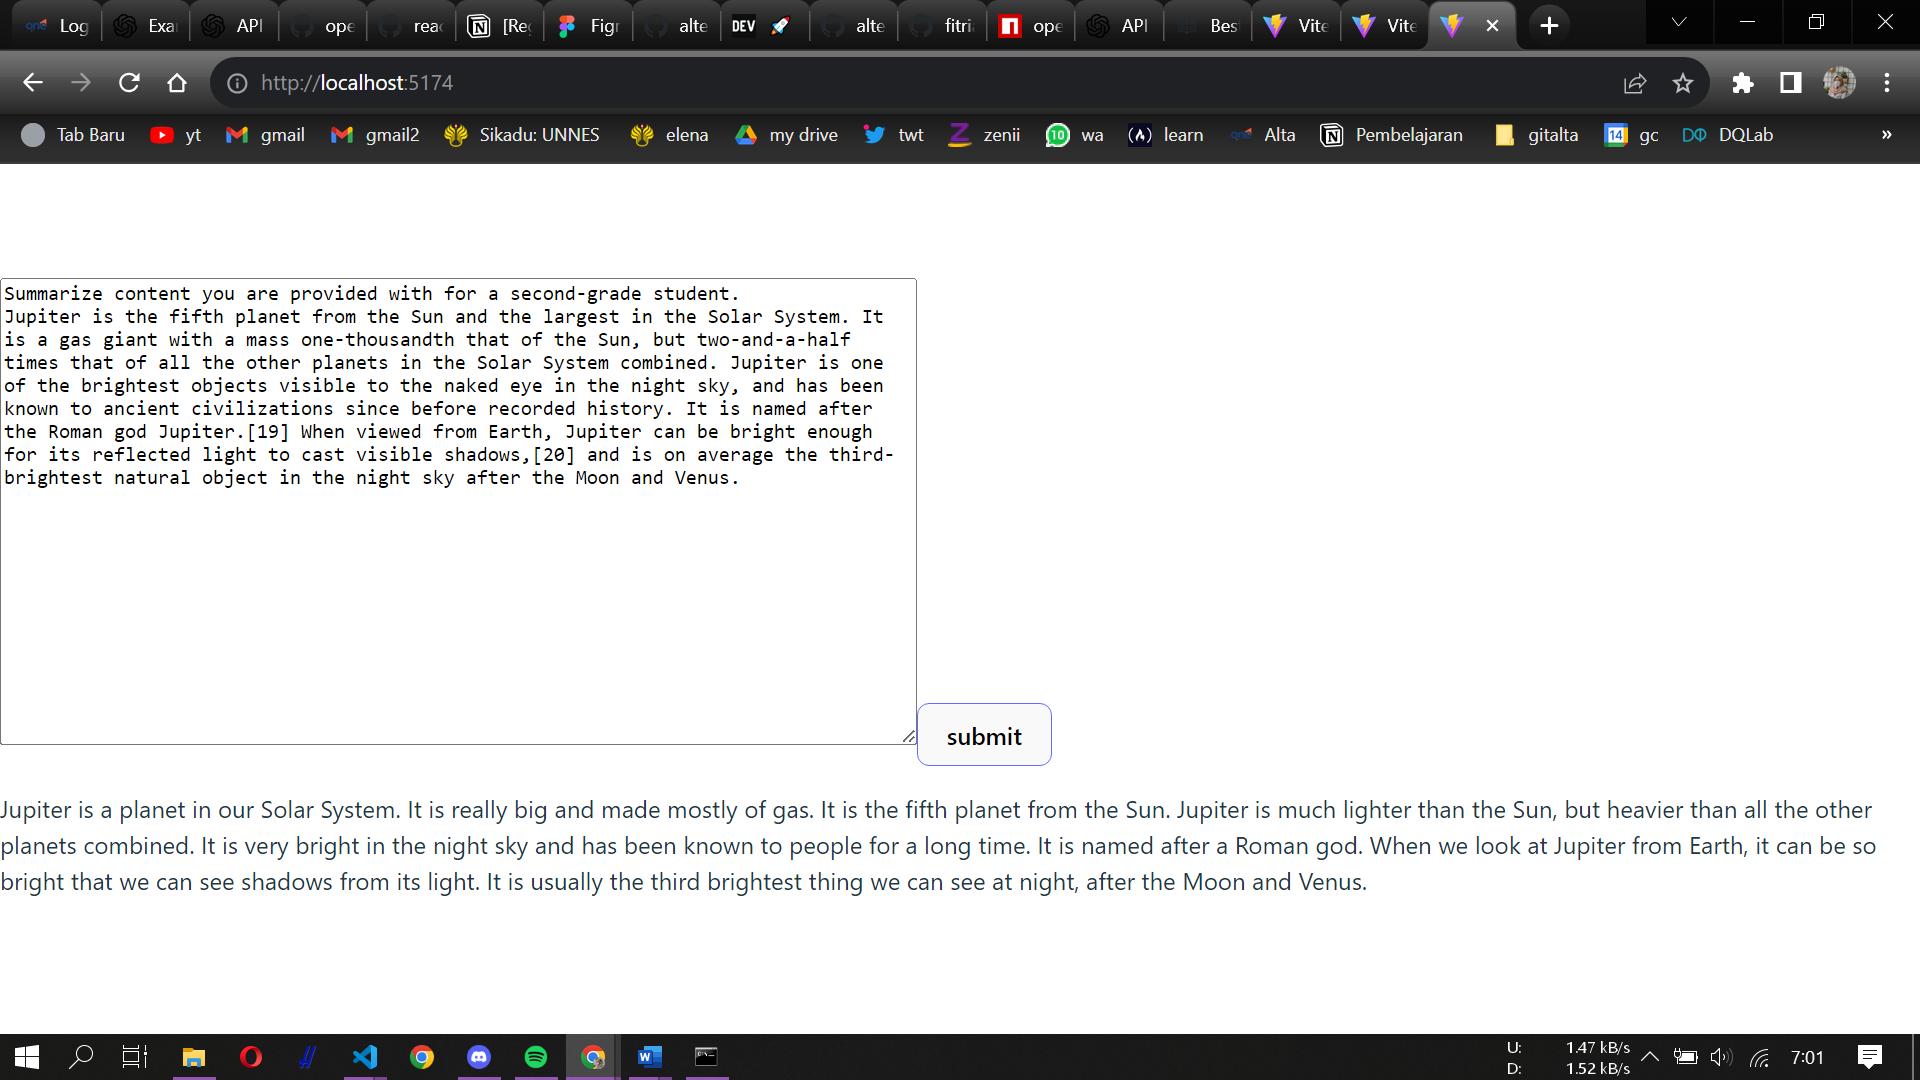 Log
Exa
API
ope
reac
[Re
Figr
alte
DEV
alte
fitri
ope
API
Bes
Vite
Vite
http://localhost:5174
Tab Baru
yt
gmail
gmail2
Sikadu: UNNES
elena
my drive
twt
zenii
10
wa
learn
Alta
Pembelajaran
gitalta
14
gc
DQLab
»
Summarize content you are provided with for a second-grade student.
Jupiter is the fifth planet from the Sun and the largest in the Solar System. It
is a gas giant with a mass one-thousandth that of the Sun, but two-and-a-half
times that of all the other planets in the Solar System combined. Jupiter is one
of the brightest objects visible to the naked eye in the night sky, and has been
known to ancient civilizations since before recorded history. It is named after
the Roman god Jupiter.[19] When viewed from Earth, Jupiter can be bright enough
for its reflected light to cast visible shadows,[20] and is on average the third-
brightest natural object in the night sky after the Moon and Venus.
submit
Jupiter is a planet in our Solar System. It is really big and made mostly of gas. It is the fifth planet from the Sun. Jupiter is much lighter than the Sun, but heavier than all the other
planets combined. It is very bright in the night sky and has been known to people for a long time. It is named after a Roman god. When we look at Jupiter from Earth, it can be so
bright that we can see shadows from its light. It is usually the third brightest thing we can see at night, after the Moon and Venus.
U: 1.47 kB/s
D: 1.52 kB/s
7:01